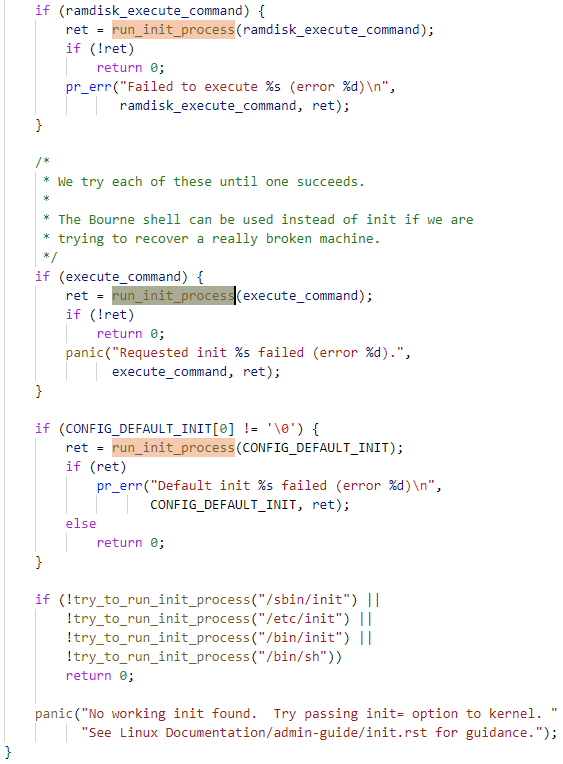 if (ramdisk_execute_command) {
ret = run_init_process(ramdisk_execute_command);
if (!ret)
return 0;
pr_err("Failed to execute %s (error %d)\n",
ramdisk_execute_command, ret);
}
/*
* We try each of these until one succeeds.
*
* The Bourne shell can be used instead of init if we are
* trying to recover a really broken machine.
*/
if (execute_command) {
ret = run_init_process(execute_command);
if (!ret)
return 0;
panic("Requested init %s failed (error %d).",
execute_command, ret);
}
if (CONFIG_DEFAULT_INIT[0] != '\0') {
ret = run_init_process(CONFIG_DEFAULT_INIT);
if (ret)
pr_err("Default init %s failed (error %d)\n",
CONFIG_DEFAULT_INIT, ret);
else
return 0;
}
if (!try_to_run_init_process("/sbin/init") ||
!try_to_run_init_process("/etc/init") ||
!try_to_run_init_process("/bin/init") ||
!try_to_run_init_process("/bin/sh"))
return 0;
panic("No working init found.  Try passing init= option to kernel. "
"See Linux Documentation/admin-guide/init.rst for guidance.");
}